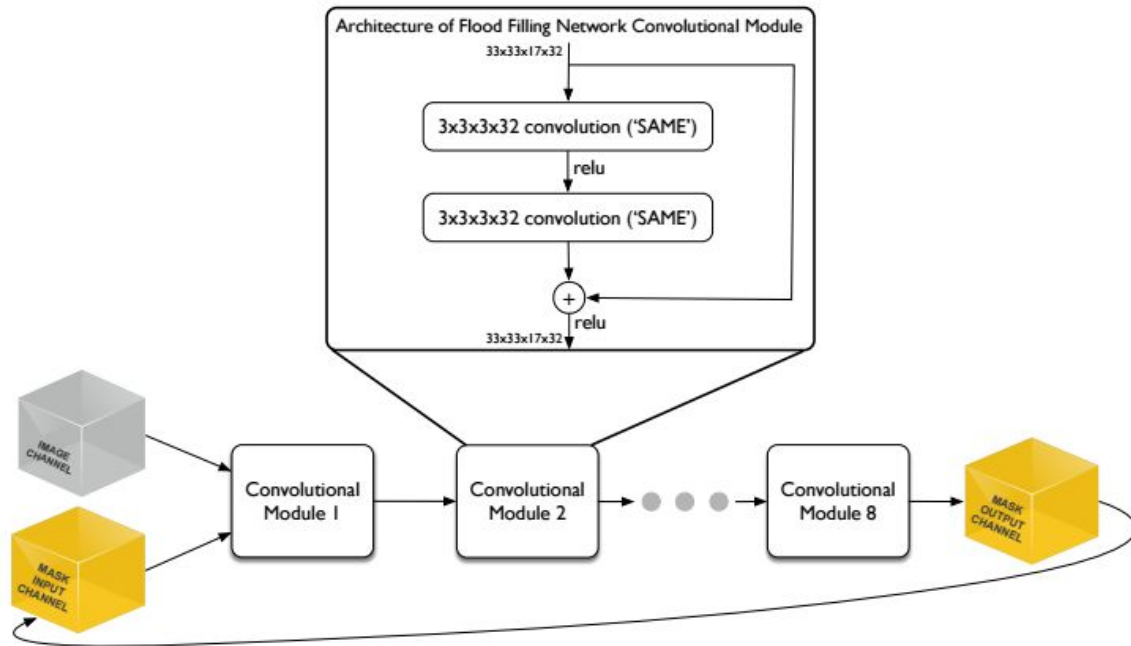 Architecture of Flood Filling Network Convolutional Module
33x33x17x32
3x3x3x32 convolution ('SAME')
relu
3x3x3x32 convolution ('SAME')
+
relu
33x33x17x32
IMAGE
CHANNEL
MASK
INPUT
CHANNEL
Convolutional
Module 1
Convolutional
Module 2
Convolutional
Module 8
MASK
OUTPUT
CHANNEL